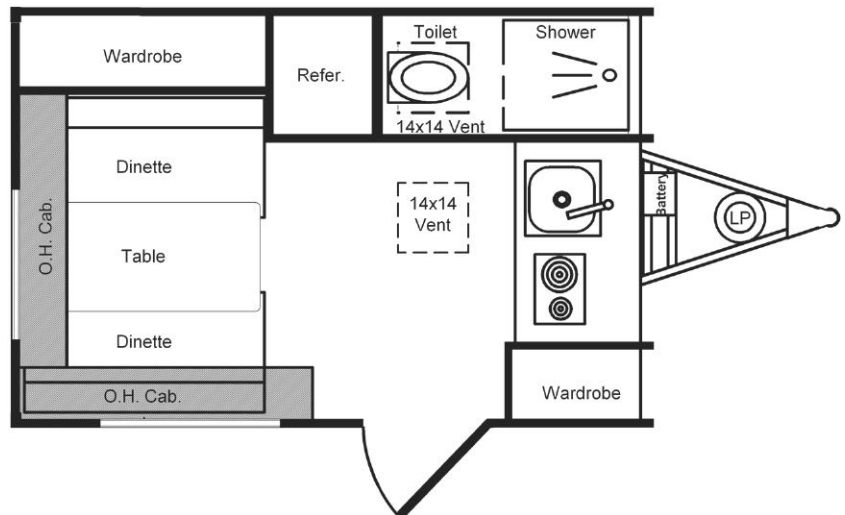 Wardrobe
Refer.
Toilet
Shower
14x14 Vent
Dinette
O.H. Cab.
Table
Dinette
O.H. Cab.
14x14
Vent
Battery
LP
Wardrobe